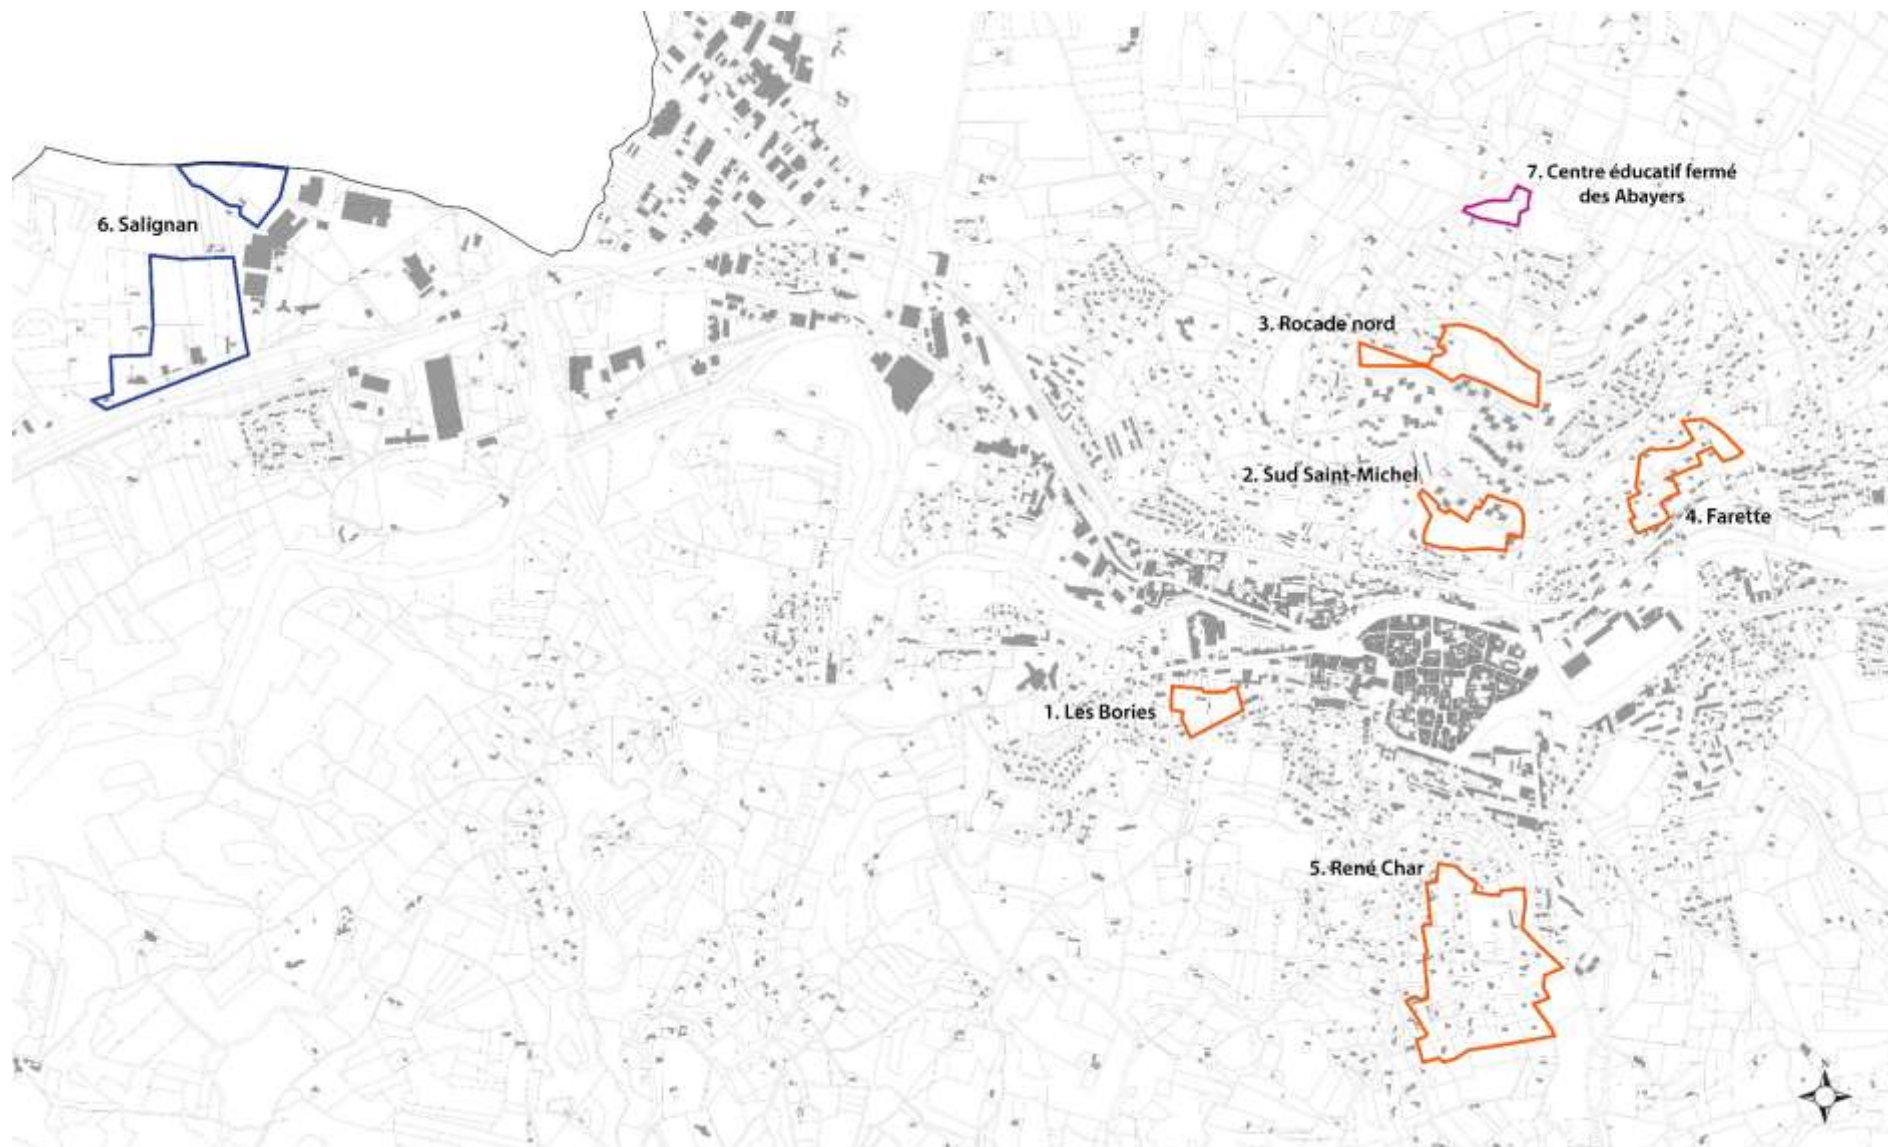 7. Centre éducatif fermé
des Abayers
6. Salignan
3. Rocade nord
2. Sud Saint-Michel
4. Farette
1. Les Bories
5. René Char
N